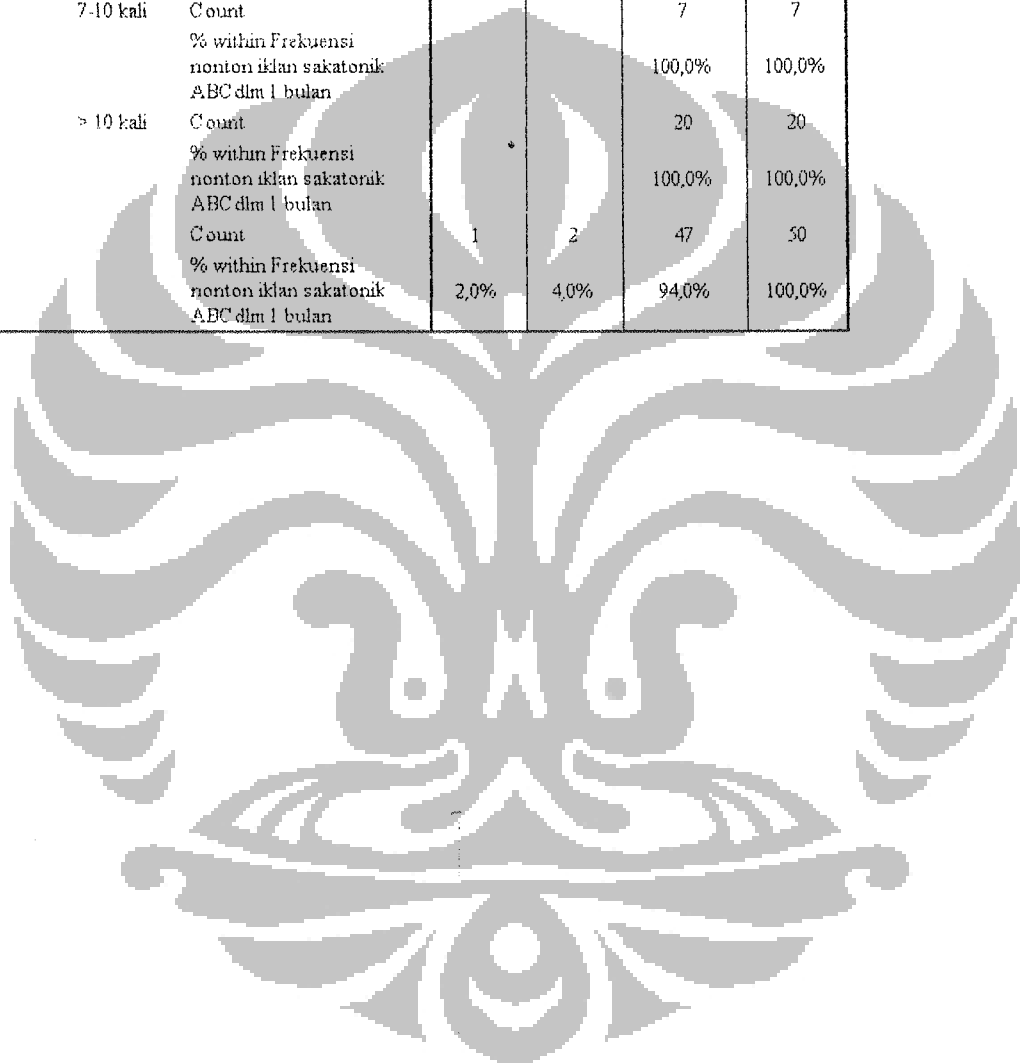 7-10 kali Count 7 7
% within Frekuensi
nonton iklan sakatonik 100,0% 100,0%
ABC dlm 1 bulan
> 10 kali Count 20 20
% within Frekuensi
nonton iklan sakatonik 100,0% 100,0%
ABC dlm 1 bulan
Count 1 2 47 50
% within Frekuensi
nonton iklan sakatonik 2,0% 4,0% 94,0% 100,0%
ABC dlm 1 bulan